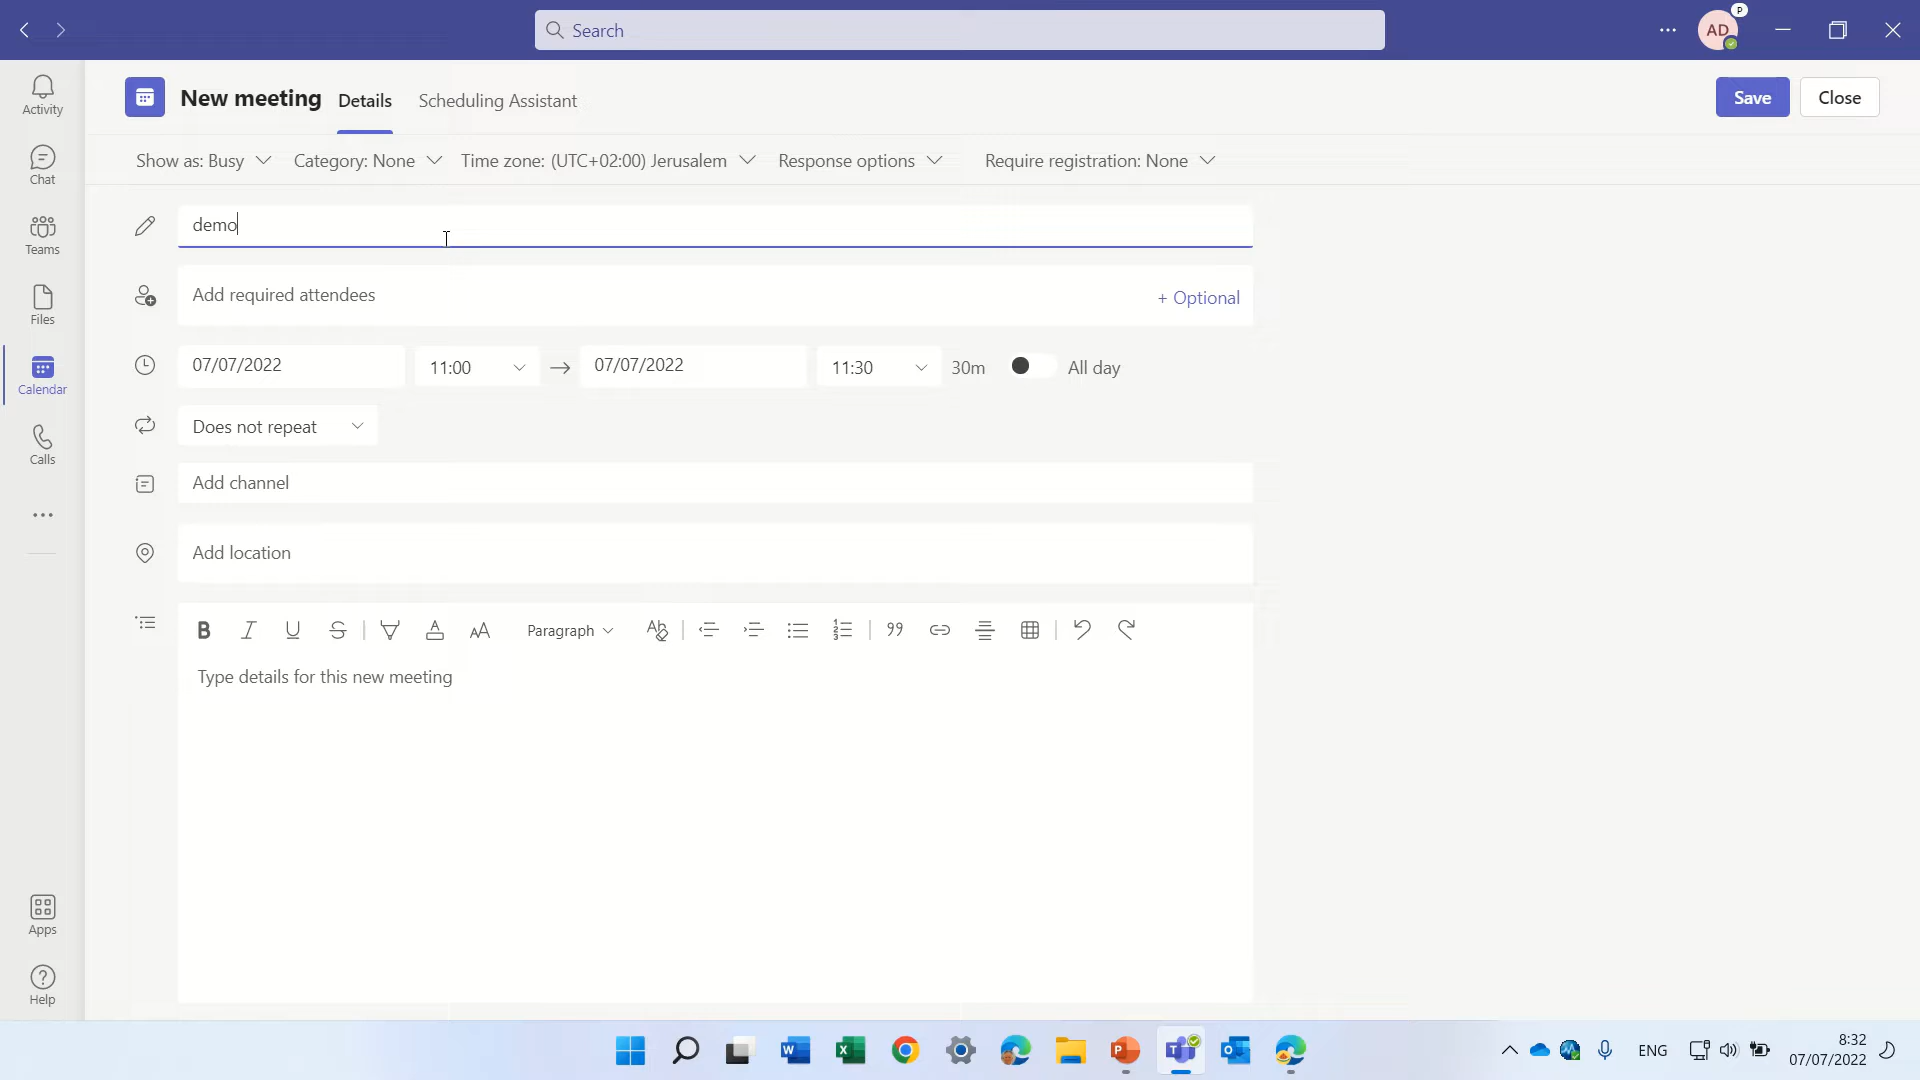 Search
AD
P
Activity
Chat
Teams
Files
Calendar
Calls
Apps
Help
New meeting
Details
Scheduling Assistant
Save
Close
Show as: Busy
Category: None
Time zone: (UTC+02:00) Jerusalem
Response options
Require registration: None
demo
Add required attendees
+ Optional
07/07/2022
11:00
07/07/2022
11:30
30m
All day
Does not repeat
Add channel
Add location
Paragraph
Type details for this new meeting
ENG
8:32
07/07/2022